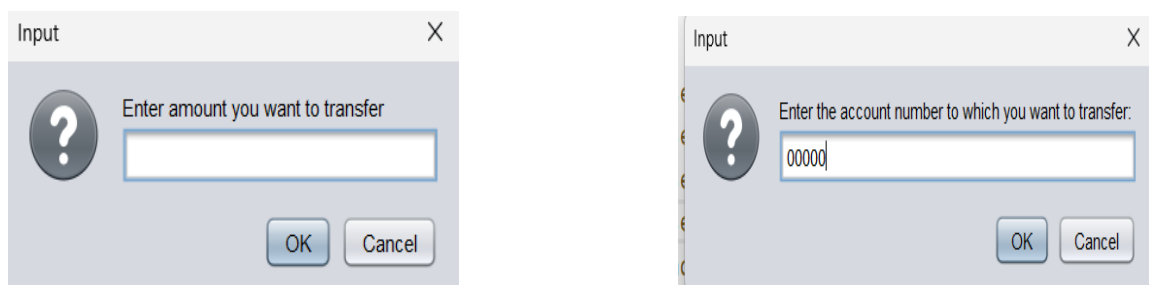 Input
X
Enter amount you want to transfer
OK
Cancel
Input
X
Enter the account number to which you want to transfer:
00000
OK
Cancel